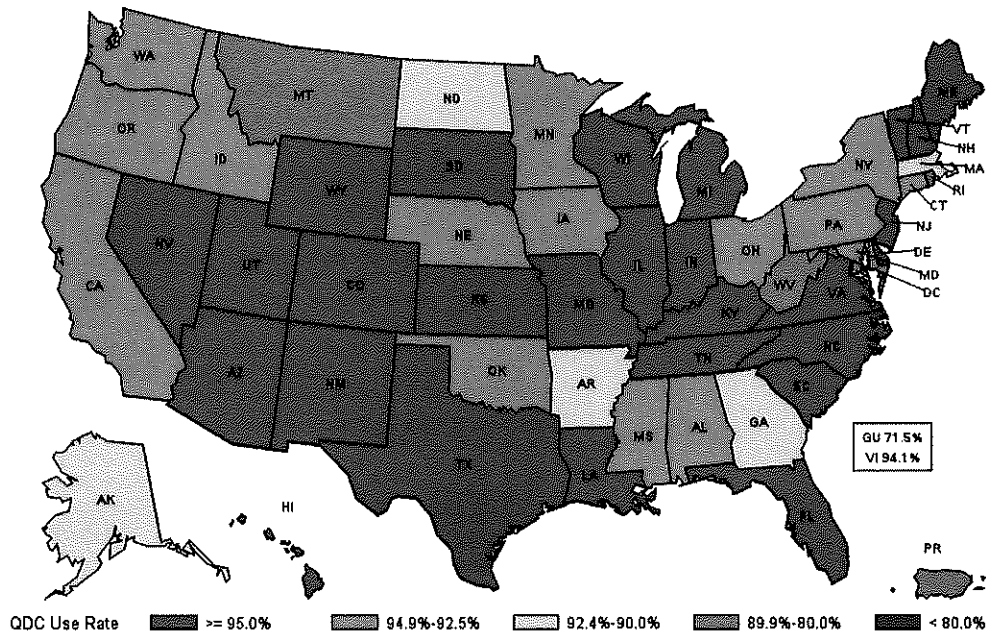 WA
MT
ND
MN
OR
ID
WY
SD
WI
MI
ME
VT
NH
MA
NY
RI
CT
NJ
PA
DE
MD
DC
NV
UT
CO
NE
IA
IL
IN
OH
WV
VA
CA
KS
MO
KY
NC
AZ
NM
OK
AR
TN
SC
TX
LA
MS
AL
GA
FL
GU 71.5%
VI 94.1%
AK
HI
PR
QDC Use Rate >= 95.0% 94.9%-92.5% 92.4%-90.0% 89.9%-80.0% < 80.0%